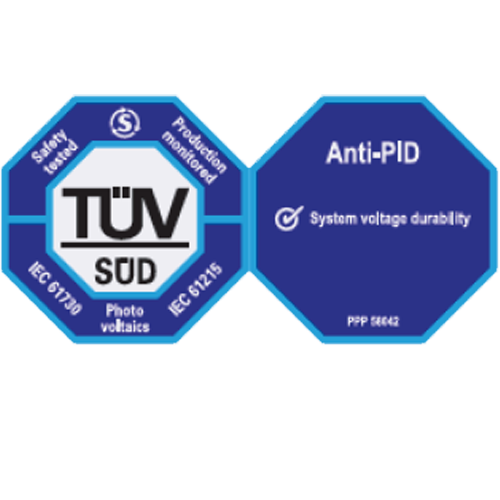 Safety
tested
S
Production
monitored
TÜV
SÜD
IEC 61730
Photo
voltaics
IEC 61215
Anti-PID
System voltage durability
PPP 58042